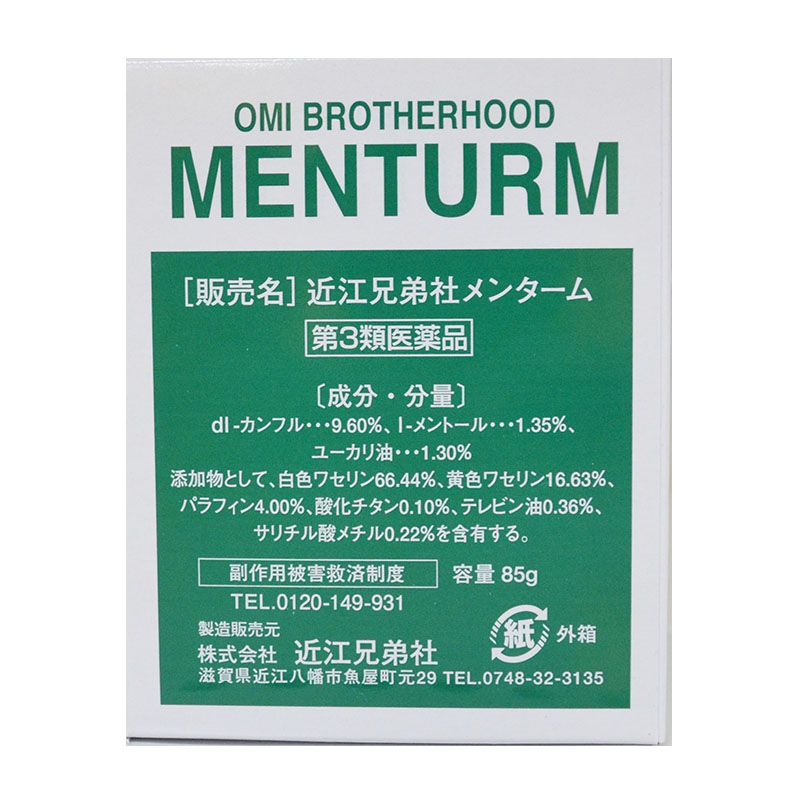 OMI BROTHERHOOD
MENTURM
［販売名］近江兄弟社メンターム
第3類医薬品
〔成分・分量〕
dl-カンフル･･･9.60%、l-メントール･･･1.35%、
ユーカリ油･･･1.30%
添加物として、白色ワセリン66.44%、黄色ワセリン16.63%、
パラフィン4.00%、酸化チタン0.10%、テレビン油0.36%、
サリチル酸メチル0.22%を含有する。
副作用被害救済制度 容量 85g
TEL.0120-149-931
製造販売元
株式会社 近江兄弟社
紙 外箱
滋賀県近江八幡市魚屋町元29 TEL.0748-32-3135